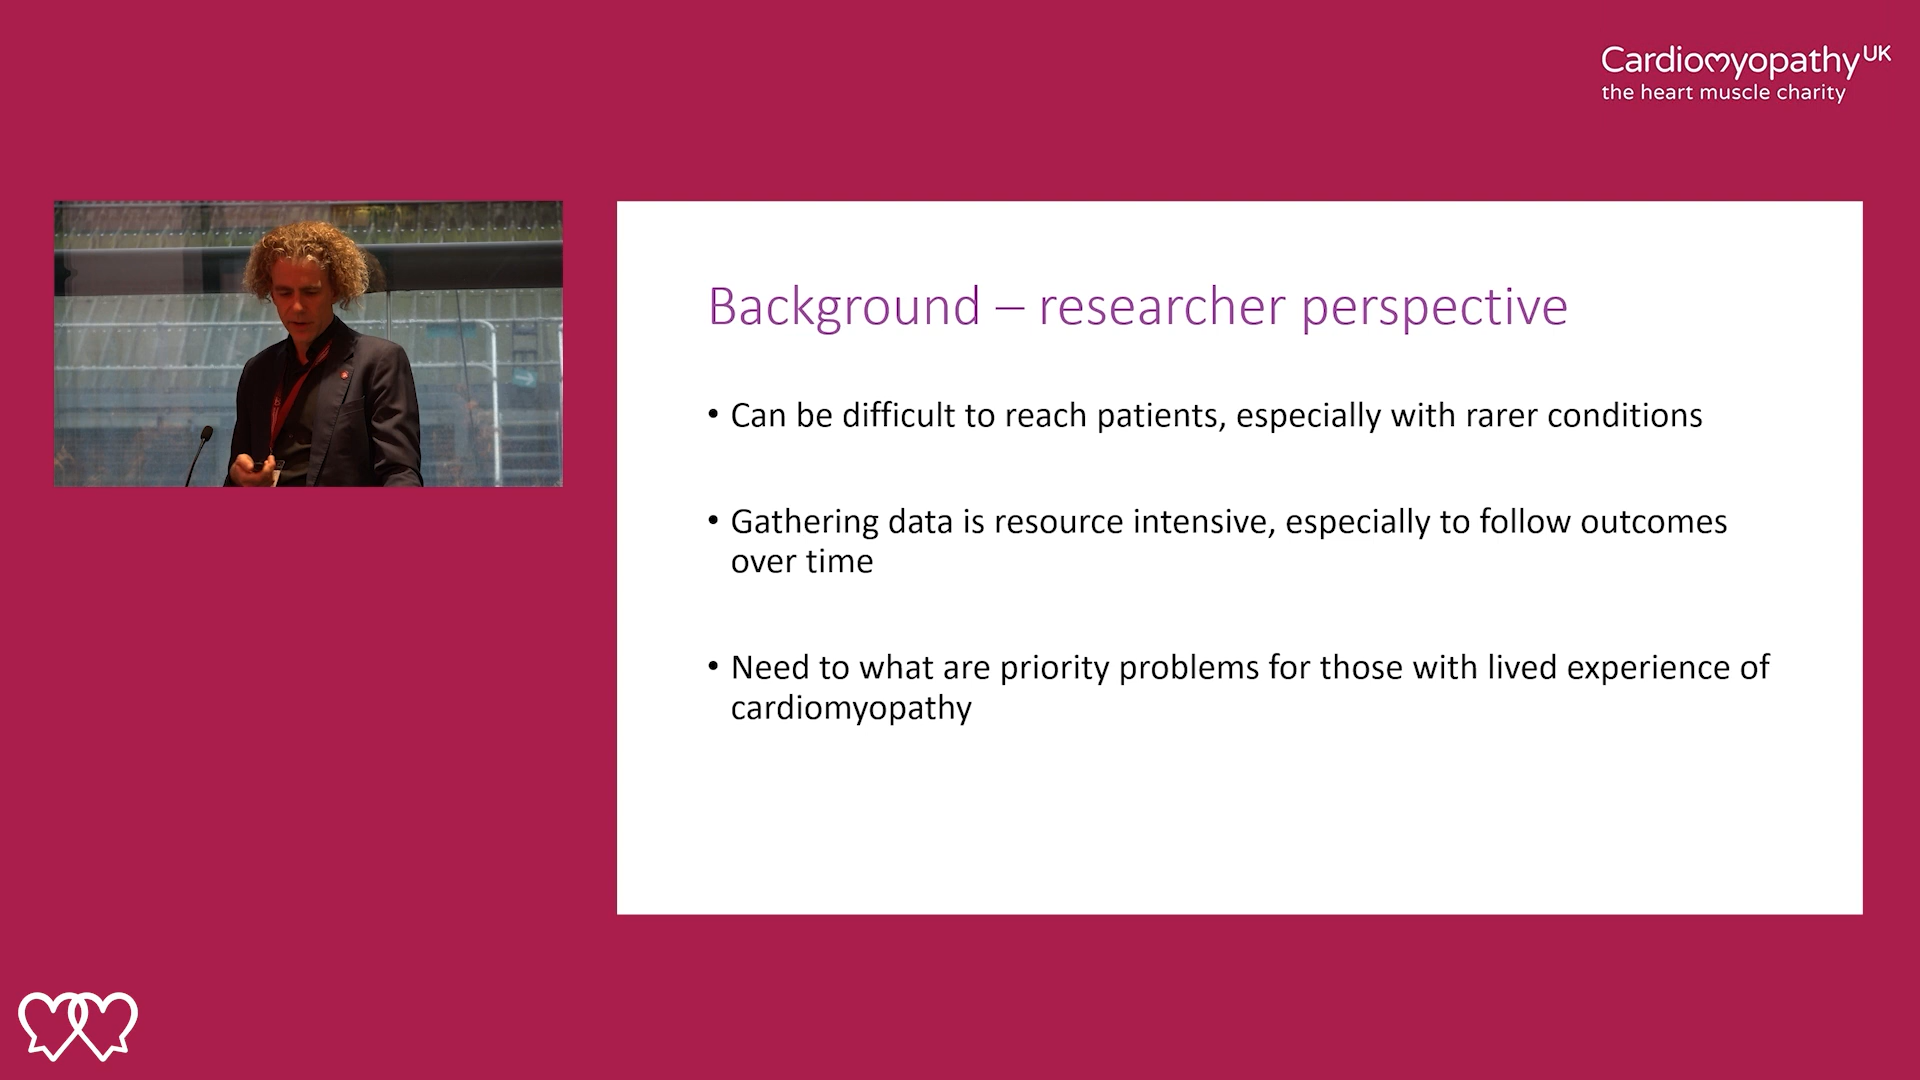 Cardiomyopathy UK
the heart muscle charity
Background – researcher perspective
• Can be difficult to reach patients, especially with rarer conditions
• Gathering data is resource intensive, especially to follow outcomes
over time
• Need to what are priority problems for those with lived experience of
cardiomyopathy